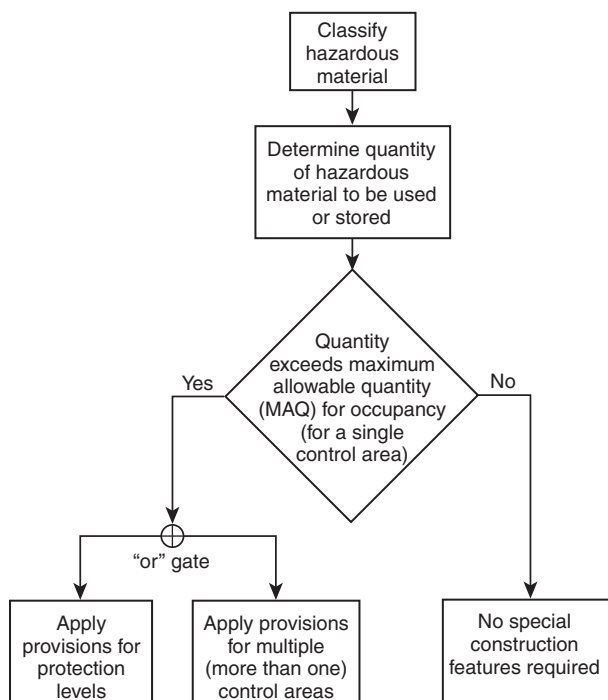 Classify
hazardous
material
Determine quantity
of hazardous
material to be used
or stored
Quantity
exceeds maximum
allowable quantity
(MAQ) for occupancy
(for a single
control area)
Yes
No
“or” gate
Apply
provisions for
protection
levels
Apply provisions
for multiple
(more than one)
control areas
No special
construction
features required